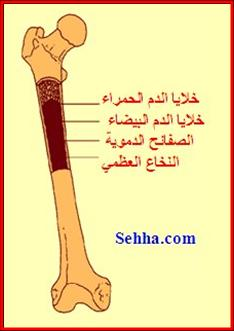 خلايا الدم الحمراء
خلايا الدم البيضاء
الصفائح الدموية
النخاع العظمي
Sehha.com